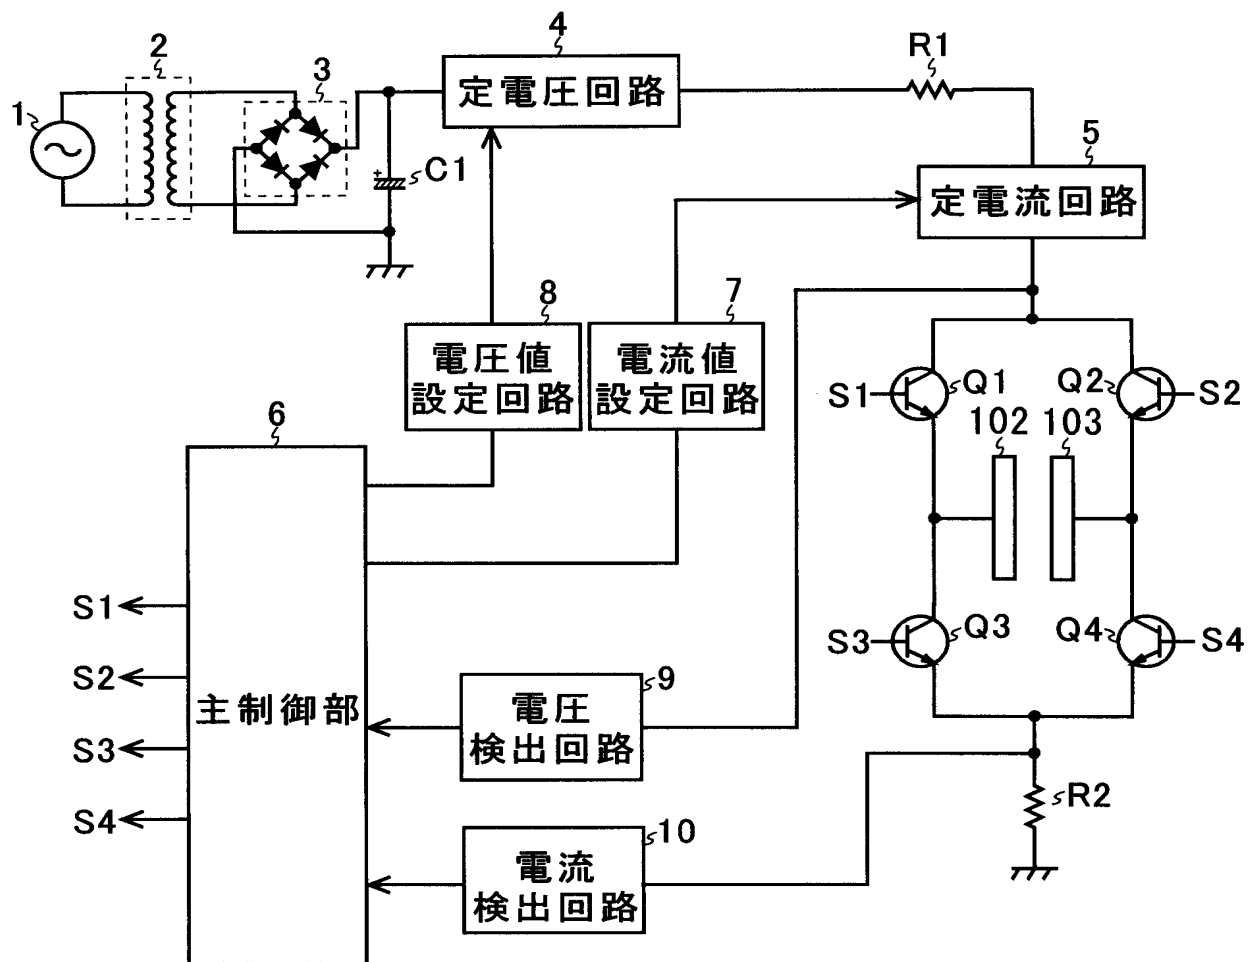 4
R1
2
3
1
定電圧回路
5
C1
定電流回路
8
7
電圧値
設定回路
電流値
設定回路
S1
Q1
Q2
S2
6
102
103
S1
S3
Q3
Q4
S4
S2
主制御部
9
電圧
検出回路
S3
R2
S4
10
電流
検出回路